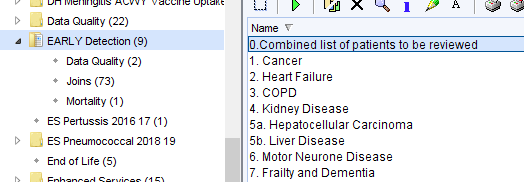 DH Meningitis ACWY Vaccine Uptake
Data Quality (22)
EARLY Detection (9)
Data Quality (2)
Joins (73)
Mortality (1)
ES Pertussis 2016 17 (1)
ES Pneumococcal 2018 19
End of Life (5)
Enhanced Services (15)
Name
0.Combined list of patients to be reviewed
1. Cancer
2. Heart Failure
3. COPD
4. Kidney Disease
5a. Hepatocellular Carcinoma
5b. Liver Disease
6. Motor Neurone Disease
7. Frailty and Dementia